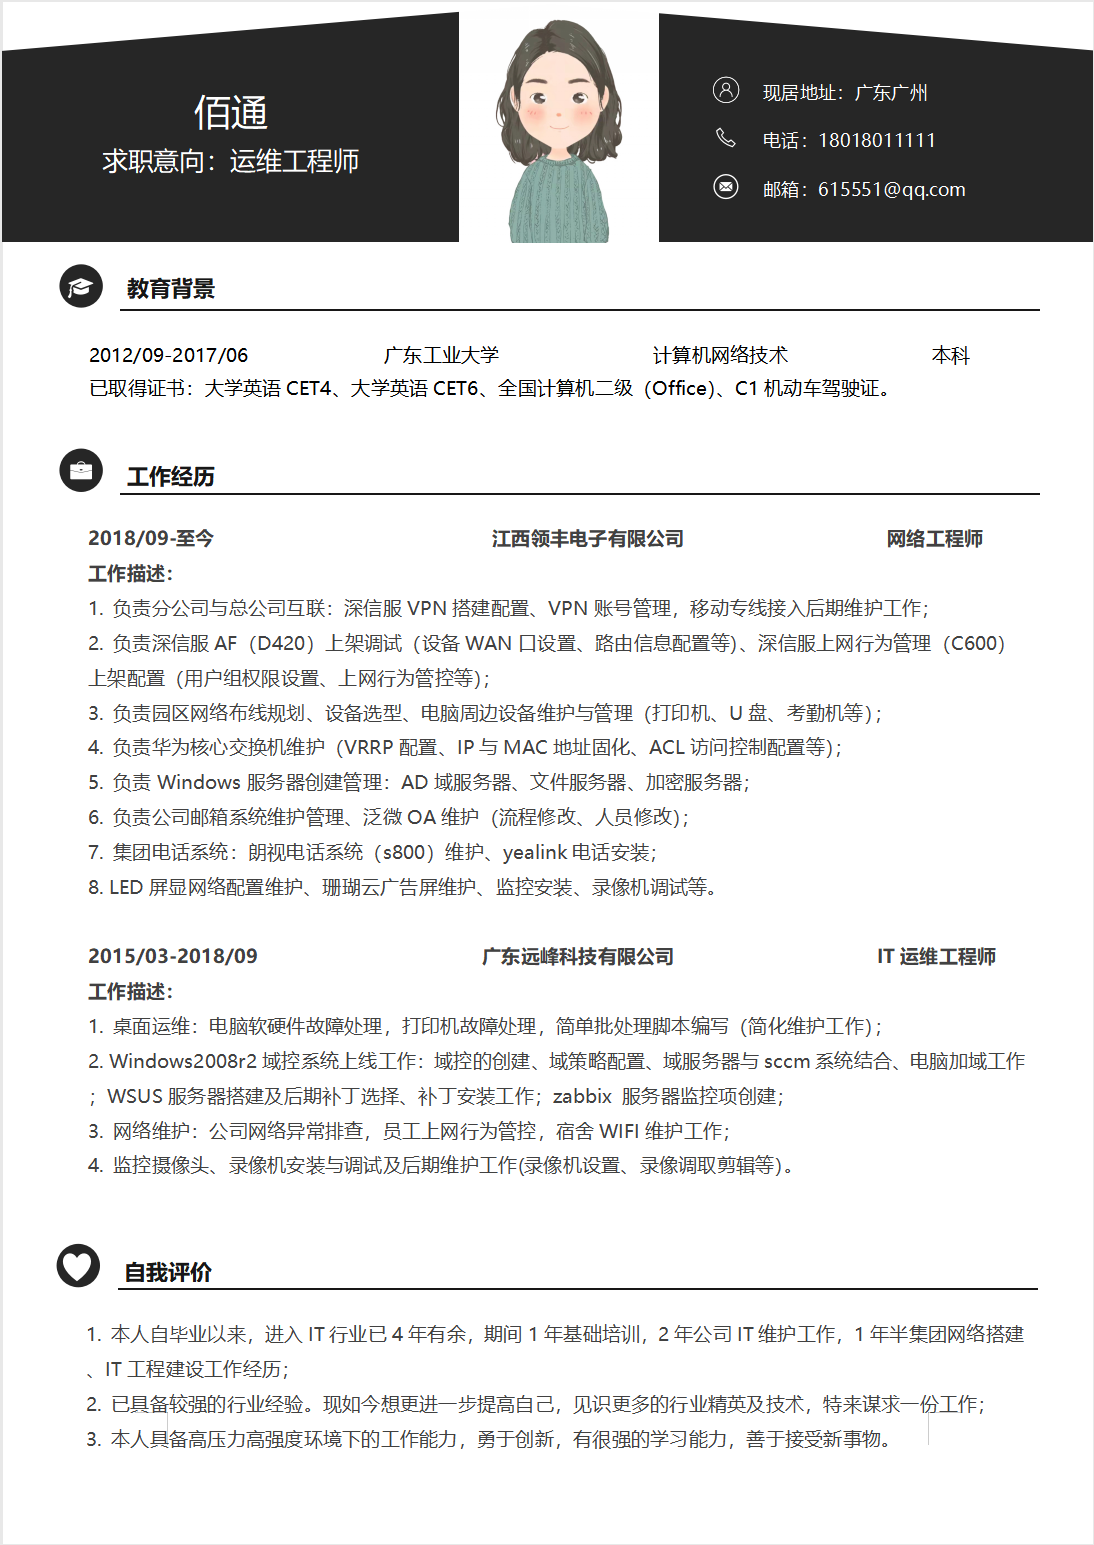 佰通
求职意向：运维工程师
现居地址：广东广州
电话：18018011111
邮箱：615551@qq.com
教育背景
2012/09-2017/06 广东工业大学 计算机网络技术 本科
已取得证书：大学英语 CET4、大学英语 CET6、全国计算机二级（Office）、C1 机动车驾驶证。
工作经历
2018/09-至今 江西领丰电子有限公司 网络工程师
工作描述：
1. 负责分公司与总公司互联：深信服 VPN 搭建配置、VPN 账号管理，移动专线接入后期维护工作；
2. 负责深信服 AF（D420）上架调试（设备 WAN 口设置、路由信息配置等）、深信服上网行为管理（C600）
上架配置（用户组权限设置、上网行为管控等）；
3. 负责园区网络布线规划、设备选型、电脑周边设备维护与管理（打印机、U 盘、考勤机等）；
4. 负责华为核心交换机维护（VRRP 配置、IP 与 MAC 地址固化、ACL 访问控制配置等）；
5. 负责 Windows 服务器创建管理：AD 域服务器、文件服务器、加密服务器；
6. 负责公司邮箱系统维护管理、泛微 OA 维护（流程修改、人员修改）；
7. 集团电话系统：朗视电话系统（s800）维护、yealink 电话安装；
8. LED 屏显网络配置维护、珊瑚云广告屏维护、监控安装、录像机调试等。
2015/03-2018/09 广东远峰科技有限公司 IT 运维工程师
工作描述：
1. 桌面运维：电脑软硬件故障处理，打印机故障处理，简单批处理脚本编写（简化维护工作）；
2. Windows2008r2 域控系统上线工作：域控的创建、域策略配置、域服务器与 sccm 系统结合、电脑加域工作
；WSUS 服务器搭建及后期补丁选择、补丁安装工作；zabbix 服务器监控项创建；
3. 网络维护：公司网络异常排查，员工上网行为管控，宿舍 WIFI 维护工作；
4. 监控摄像头、录像机安装与调试及后期维护工作(录像机设置、录像调取剪辑等)。
自我评价
1. 本人自毕业以来，进入 IT 行业已 4 年有余，期间 1 年基础培训，2 年公司 IT 维护工作，1 年半集团网络搭建
、IT 工程建设工作经历；
2. 已具备较强的行业经验。现如今想更进一步提高自己，见识更多的行业精英及技术，特来谋求一份工作；
3. 本人具备高压力高强度环境下的工作能力，勇于创新，有很强的学习能力，善于接受新事物。